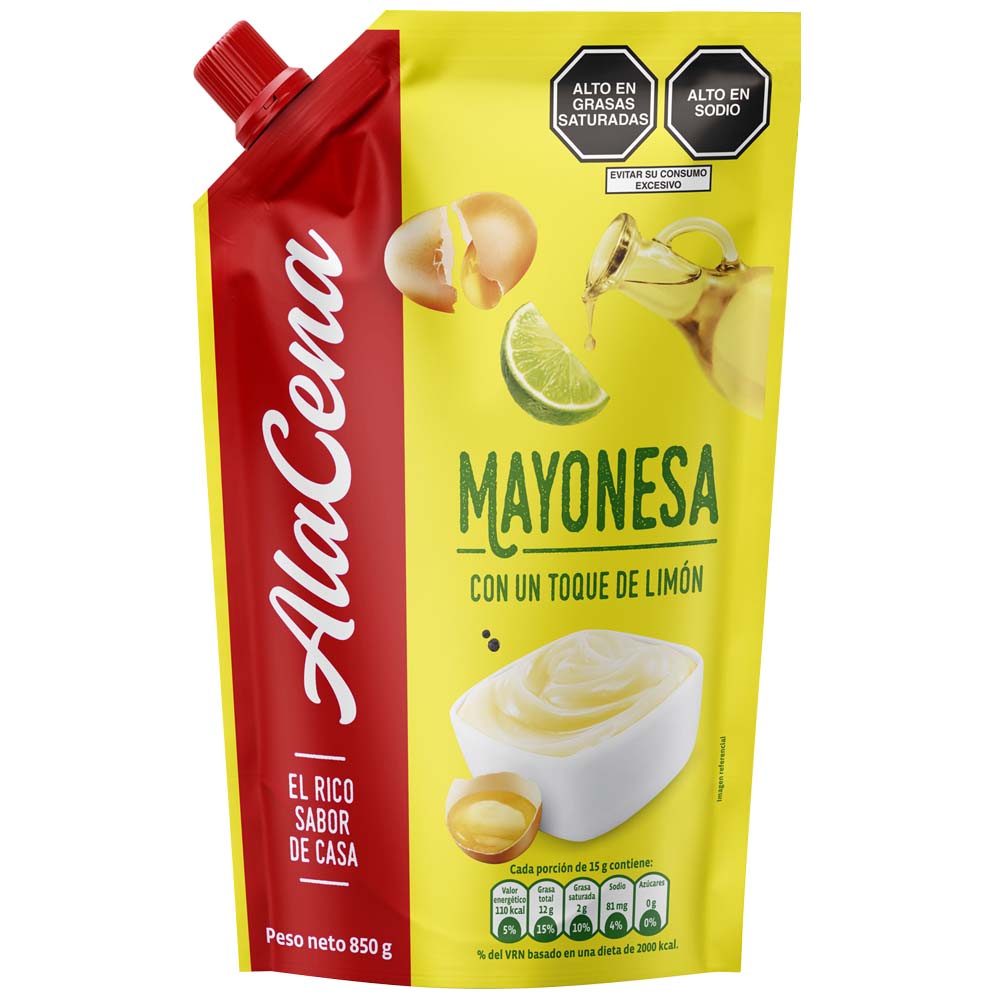 ALTO EN
GRASAS
SATURADAS
ALTO EN
SODIO
EVITAR SU CONSUMO
EXCESIVO
AlaCena
MAYONESA
CON UN TOQUE DE LIMÓN
EL RICO
SABOR
DE CASA
Imagen referencial
Peso neto 850 g
Cada porción de 15 g contiene:
Valor
energético
110 kcal
5%
Grasa
total
12 g
15%
Grasa
saturada
2 g
10%
Sodio
81 mg
4%
Azúcares
0 g
0%
% del VRN basado en una dieta de 2000 kcal.